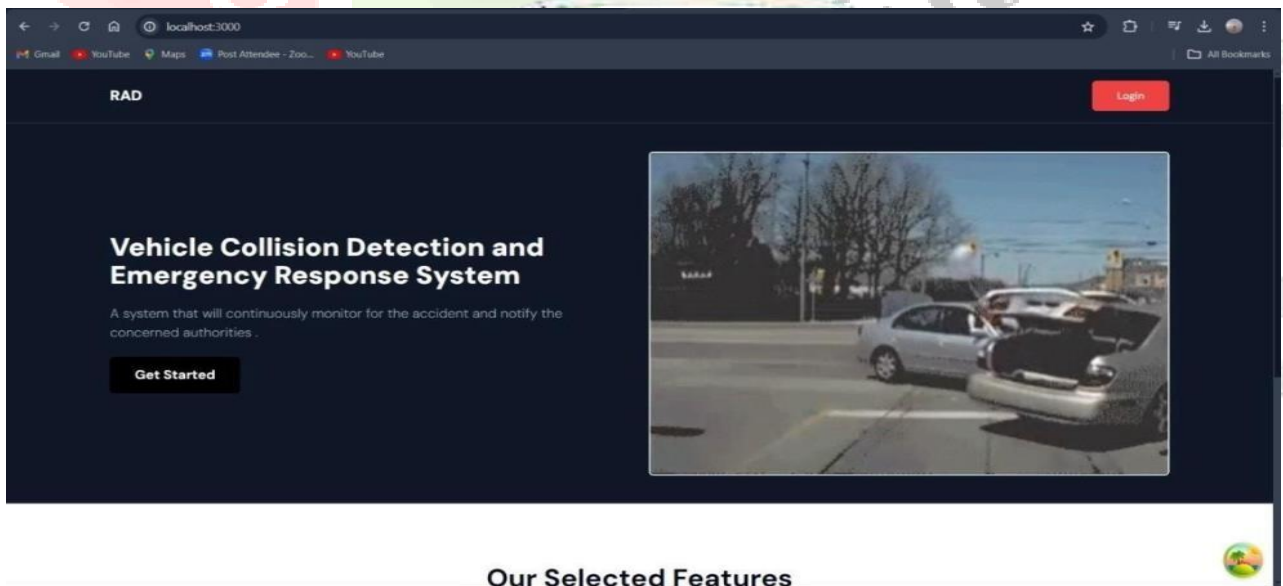 localhost:3000
Gmail YouTube Maps Post Attendee - Zoo... YouTube All Bookmarks
RAD Login
Vehicle Collision Detection and
Emergency Response System
A system that will continuously monitor for the accident and notify the
concerned authorities .
Get Started
Our Selected Features